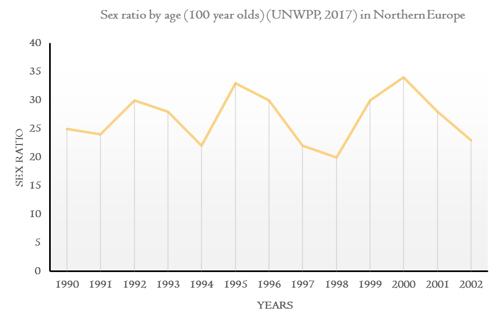 Sex ratio by age (100 year olds) (UNWPP, 2017) in Northern Europe
40
35
30
25
20
15
10
5
0
SEX RATIO
1990 1991 1992 1993 1994 1995 1996 1997 1998 1999 2000 2001 2002
YEARS